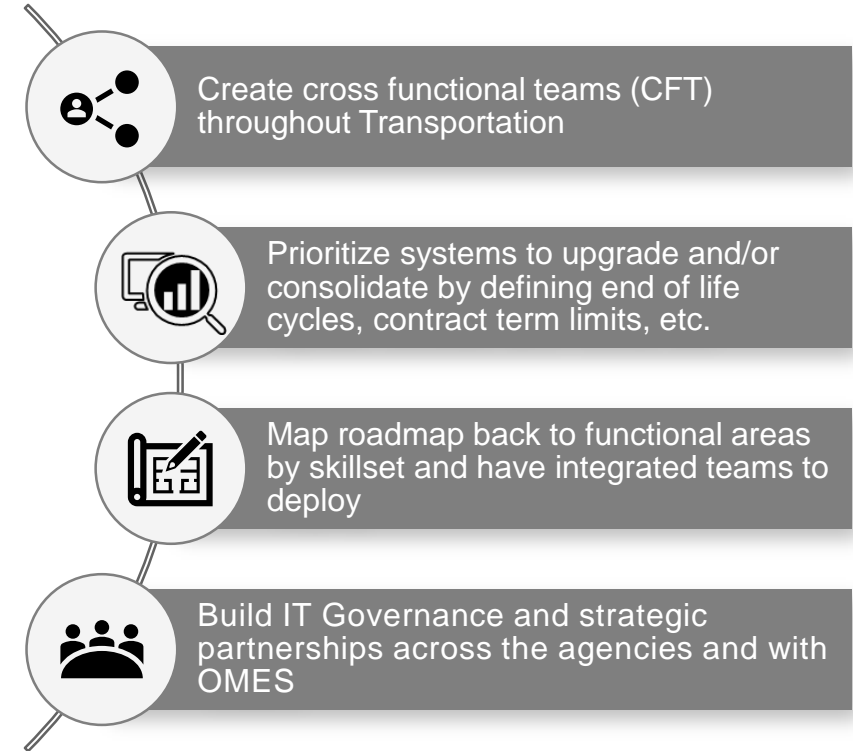 Create cross functional teams (CFT)
throughout Transportation
Prioritize systems to upgrade and/or
consolidate by defining end of life
cycles, contract term limits, etc.
Map roadmap back to functional areas
by skillset and have integrated teams to
deploy
Build IT Governance and strategic
partnerships across the agencies and with
OMES